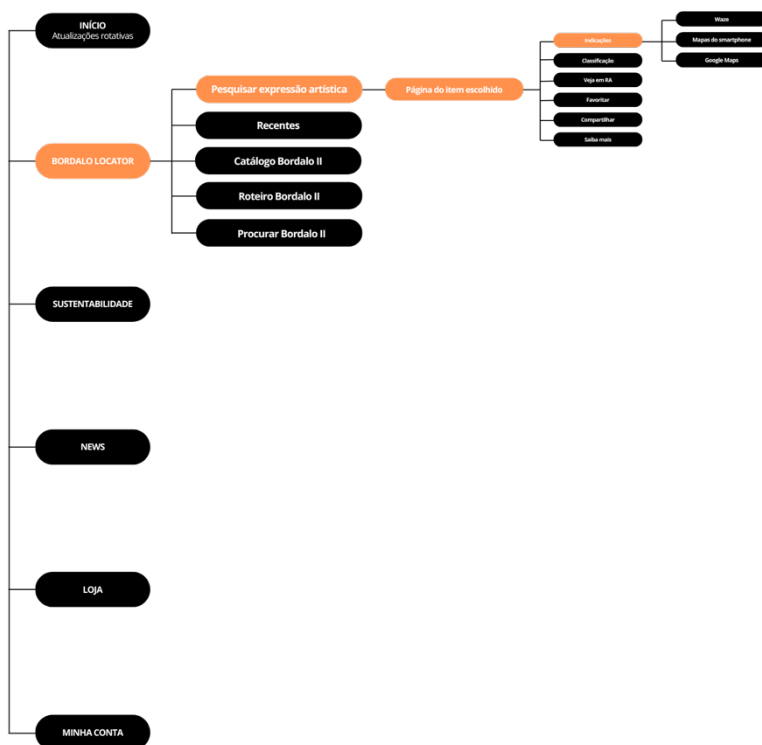 INÍCIO
Atualizações rotativas
BORDALO LOCATOR
Pesquisar expressão artística
Recentes
Catálogo Bordalo II
Roteiro Bordalo II
Procurar Bordalo II
Página do item escolhido
Indicações
Classificação
Veja em RA
Favoritar
Compartilhar
Saiba mais
Waze
Mapas do smartphone
Google Maps
SUSTENTABILIDADE
NEWS
LOJA
MINHA CONTA